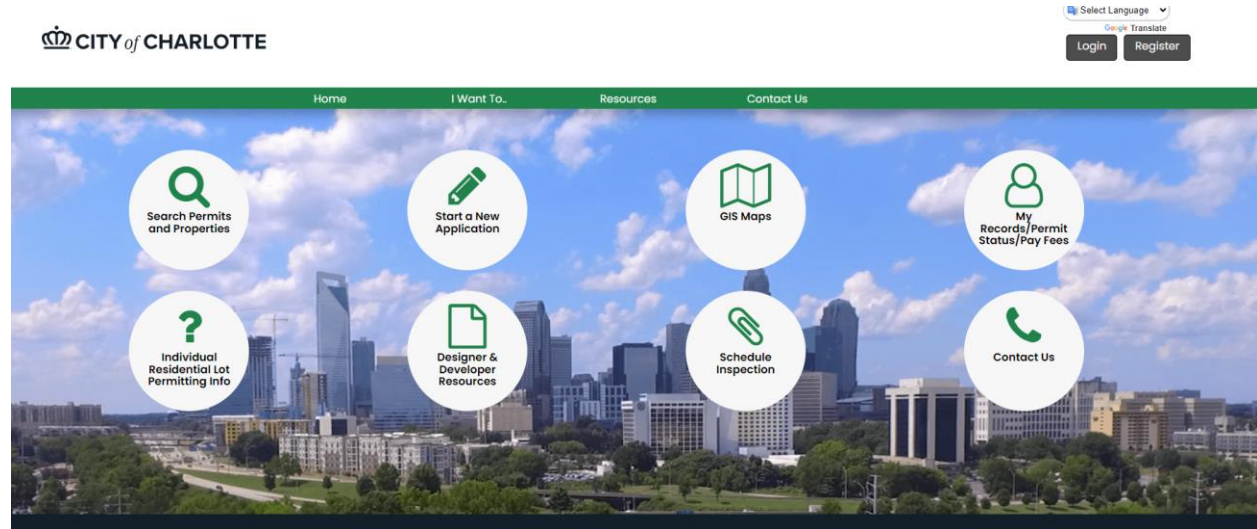 Select Language
Google Translate
CITY of CHARLOTTE
Login Register
Home I Want To.. Resources Contact Us
Search Permits
and Properties
Start a New
Application
GIS Maps
My
Records/Permit
Status/Pay Fees
Individual
Residential Lot
Permitting Info
Designer &
Developer
Resources
Schedule
Inspection
Contact Us